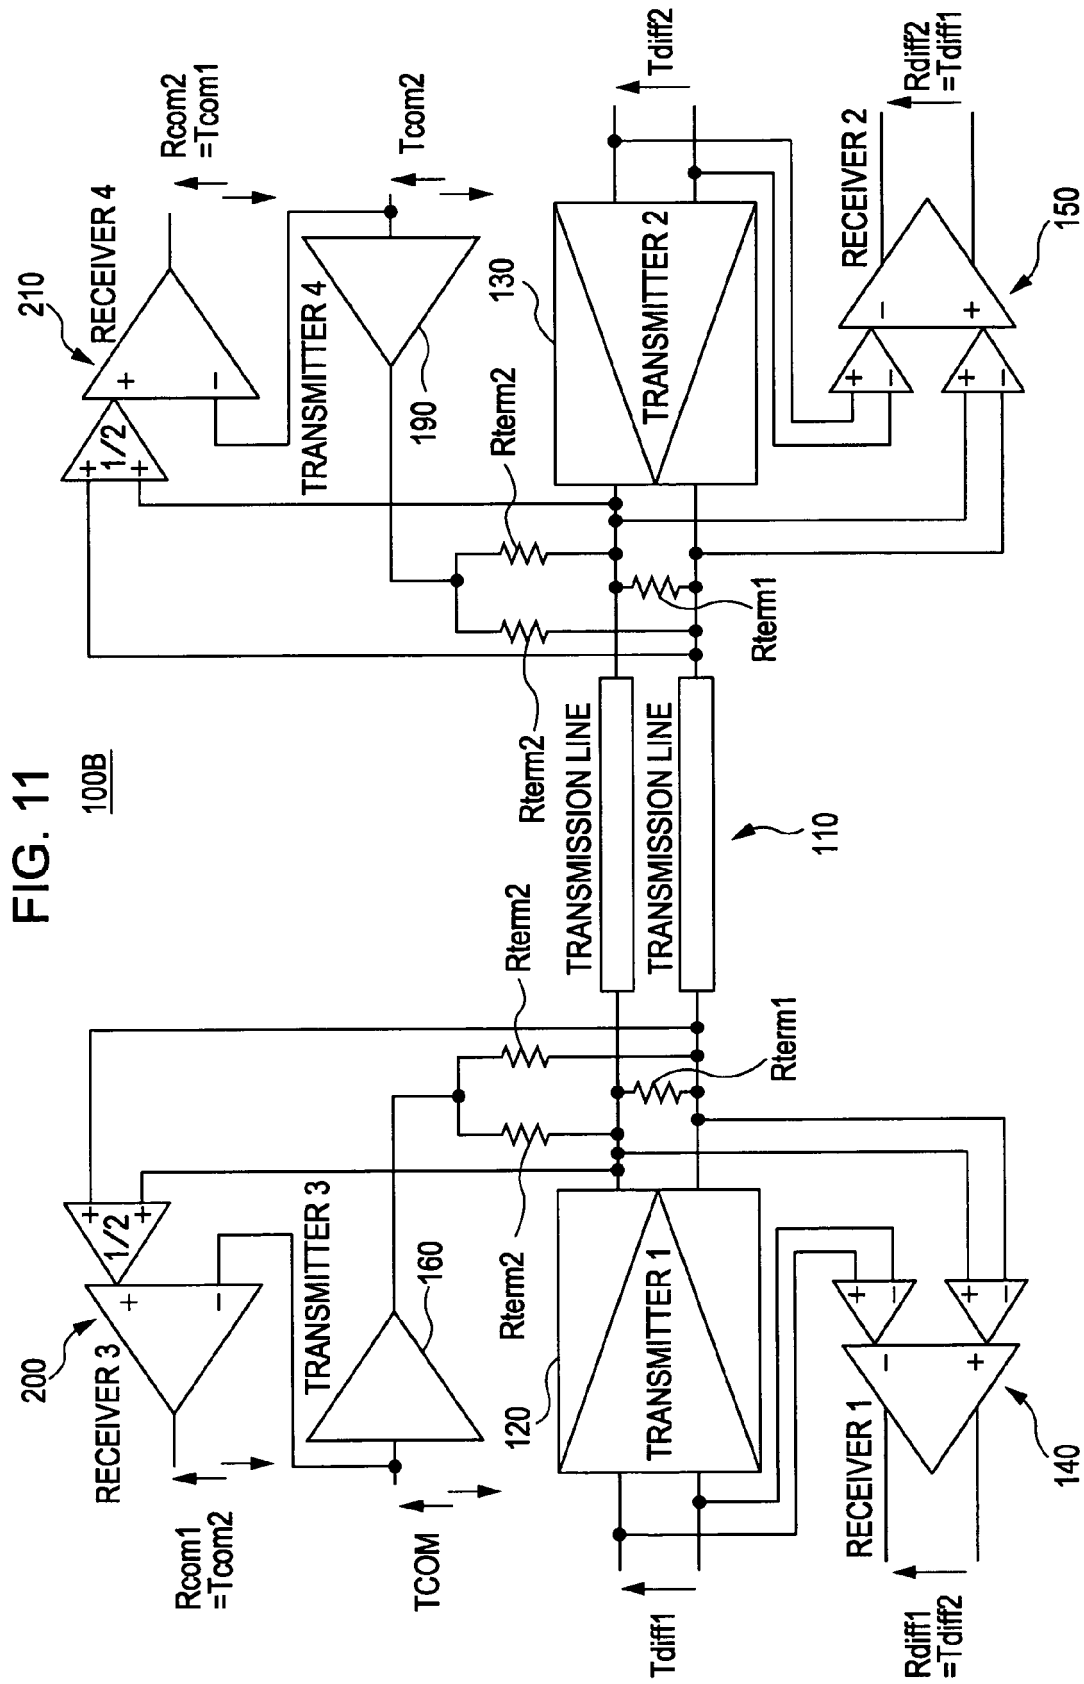 FIG. 11
100B
Rcom1
=Tcom2
RECEIVER 3
200
+
−
1/2
+
+
TCOM
TRANSMITTER 3
160
Rterm2
Rterm2
Tdiff1
120
TRANSMITTER 1
Rterm1
Rdiff1
=Tdiff2
RECEIVER 1
140
−
+
+
−
+
−
TRANSMISSION LINE
TRANSMISSION LINE
110
Rcom2
=Tcom1
RECEIVER 4
210
+
−
1/2
+
+
Tcom2
TRANSMITTER 4
190
Rterm2
Rterm2
Tdiff2
130
TRANSMITTER 2
Rterm1
Rdiff2
=Tdiff1
RECEIVER 2
150
−
+
+
−
+
−